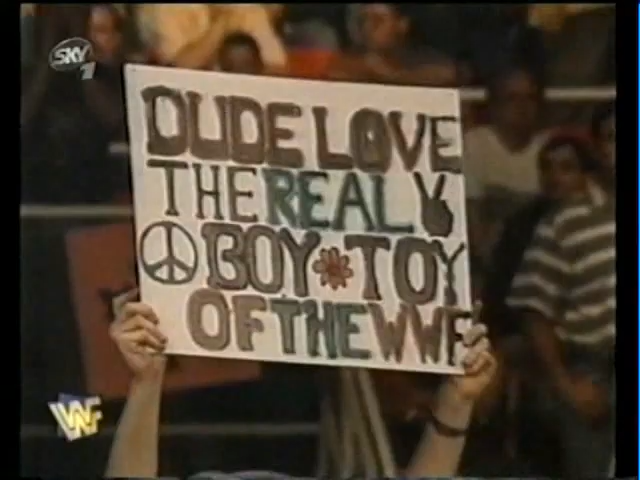 SKY 1
DUDE LOVE
THE REAL
BOY TOY
OF THE WWF
WF